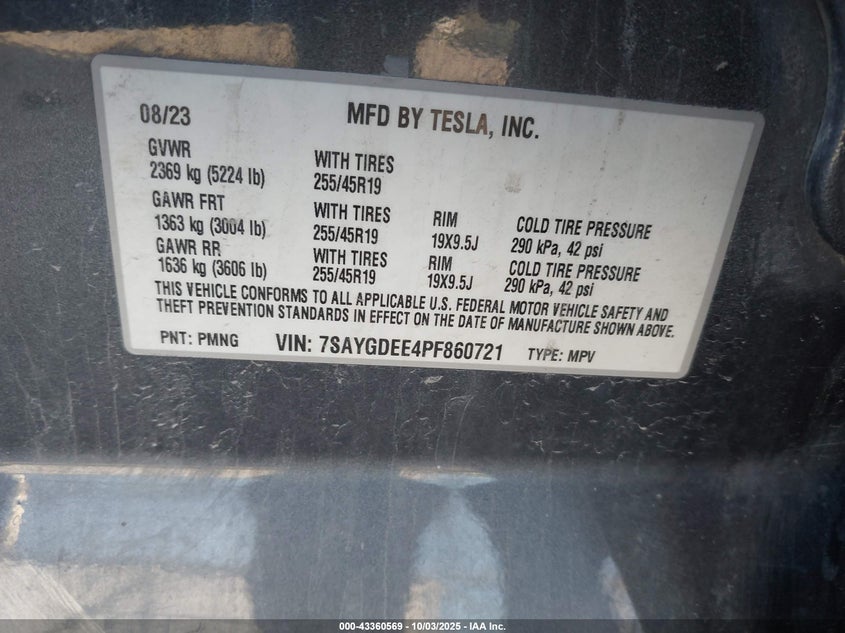 08/23 MFD BY TESLA, INC.
GVWR
2369 kg (5224 lb) WITH TIRES
255/45R19
GAWR FRT
1363 kg (3004 lb) WITH TIRES
255/45R19 RIM
19X9.5J COLD TIRE PRESSURE
290 kPa, 42 psi
GAWR RR
1636 kg (3606 lb) WITH TIRES
255/45R19 RIM
19X9.5J COLD TIRE PRESSURE
290 kPa, 42 psi
THIS VEHICLE CONFORMS TO ALL APPLICABLE U.S. FEDERAL MOTOR VEHICLE SAFETY AND
THEFT PREVENTION STANDARDS IN EFFECT ON THE DATE OF MANUFACTURE SHOWN ABOVE.
PNT: PMNG VIN: 7SAYGDEE4PF860721 TYPE: MPV
000-43360569 - 10/03/2025 - IAA Inc.